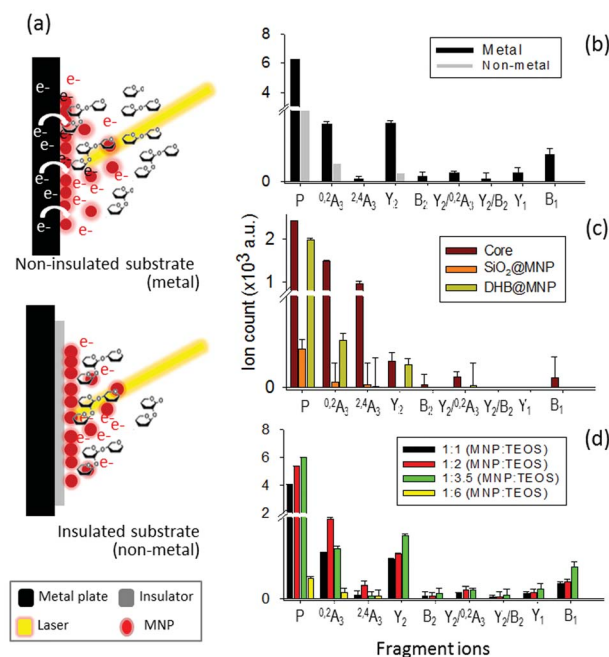 (a)
e-
e-
e-
e-
e-
e-
e-
e-
e-
e-
e-
Non-insulated substrate
(metal)
e-
e-
e-
e-
e-
e-
Insulated substrate
(non-metal)
Metal plate
Insulator
Laser
MNP
(b)
Metal
Non-metal
8
6
4
2
0
P 0,2A3 2,4A3 Y2 B2 Y2/0,2A3 Y2/B2 Y1 B1
(c)
Core
SiO2@MNP
DHB@MNP
2
1
0
P 0,2A3 2,4A3 Y2 B2 Y2/0,2A3 Y2/B2 Y1 B1
Ion count (x10³ a.u.)
(d)
1:1 (MNP:TEOS)
1:2 (MNP:TEOS)
1:3.5 (MNP:TEOS)
1:6 (MNP:TEOS)
8
6
4
2
0
P 0,2A3 2,4A3 Y2 B2 Y2/0,2A3 Y2/B2 Y1 B1
Fragment ions